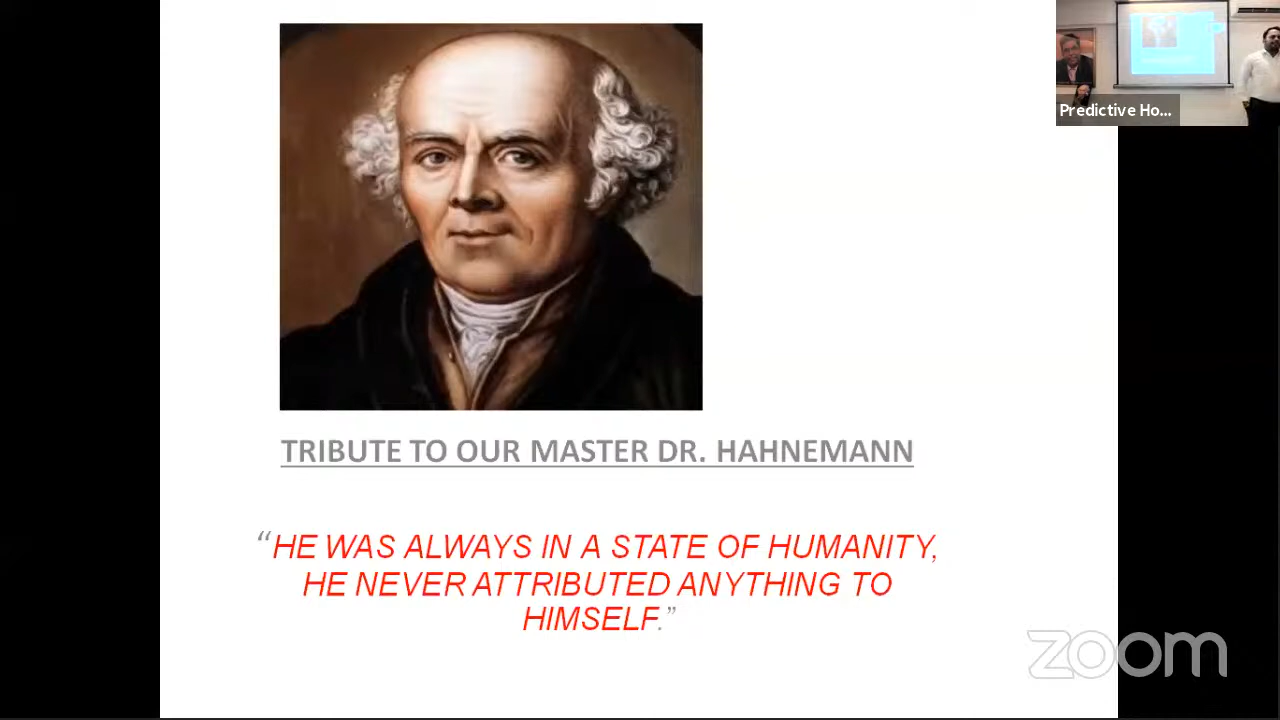 Predictive Ho...
TRIBUTE TO OUR MASTER DR. HAHNEMANN
“HE WAS ALWAYS IN A STATE OF HUMANITY,
HE NEVER ATTRIBUTED ANYTHING TO
HIMSELF.”
zoom